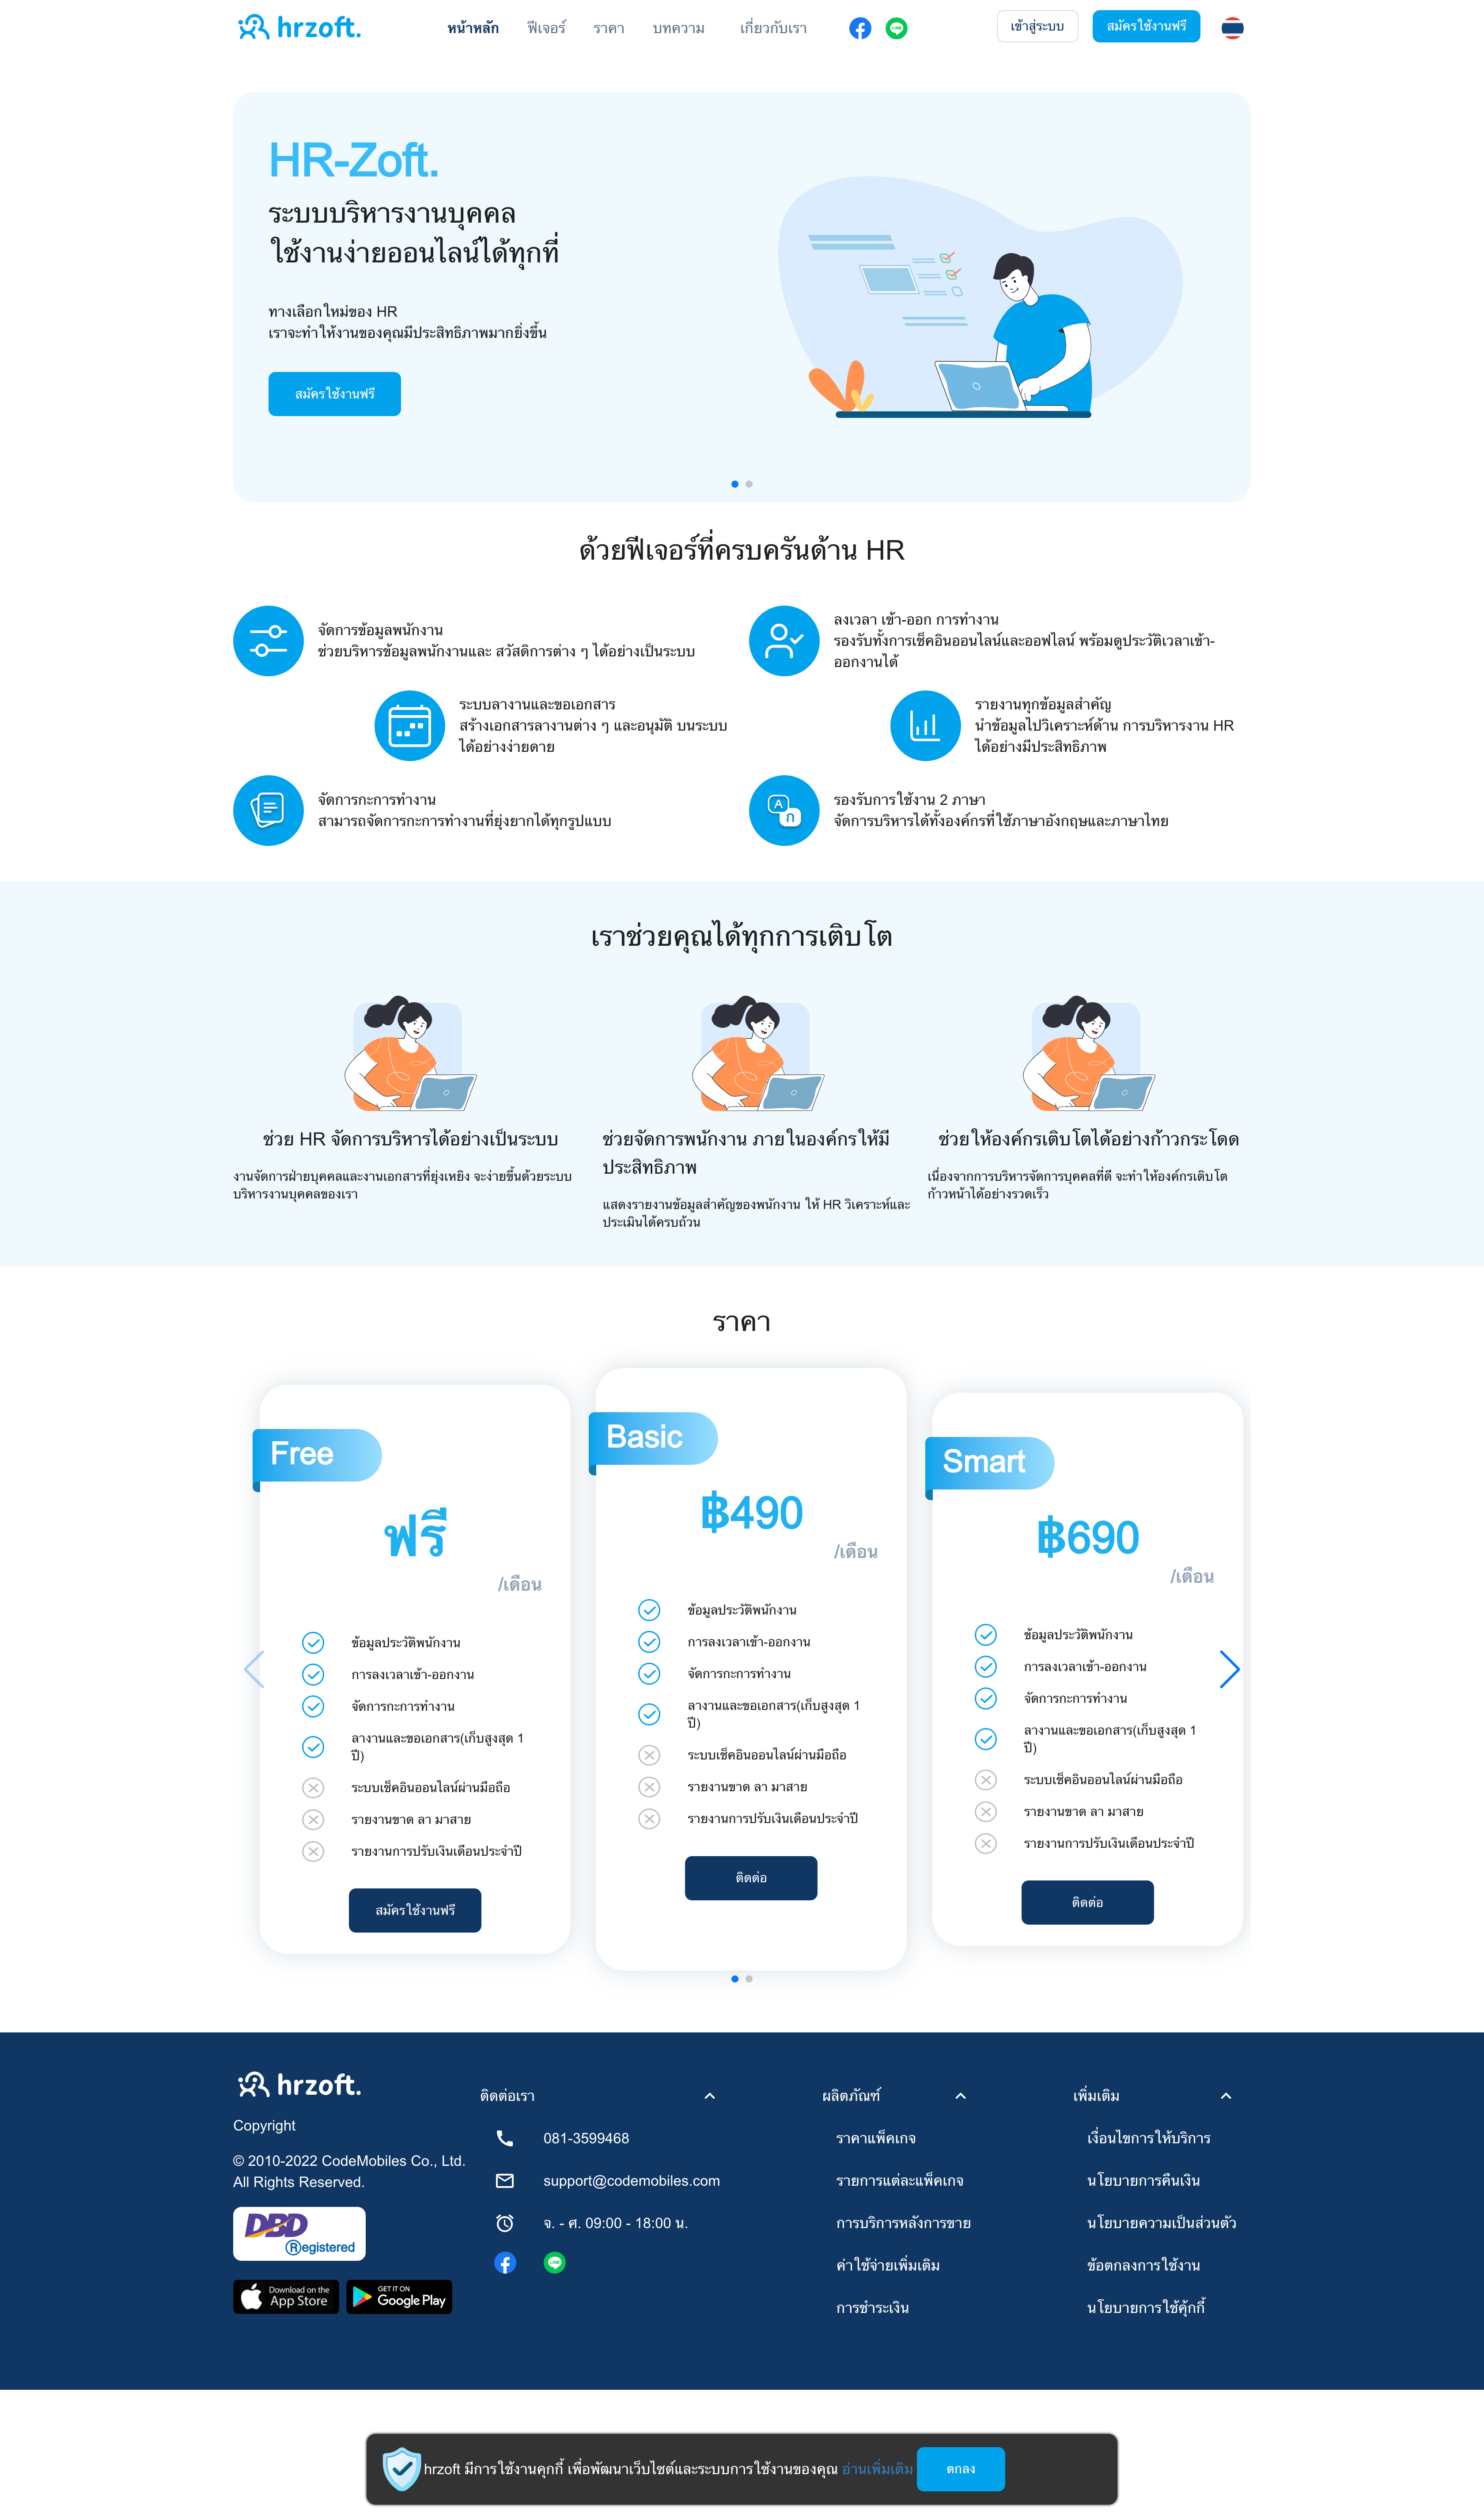 hrzoft.
หน้าหลัก ฟีเจอร์ ราคา บทความ เกี่ยวกับเรา เข้าสู่ระบบ สมัครใช้งานฟรี
HR-Zoft.
ระบบบริหารงานบุคคล
ใช้งานง่ายออนไลน์ได้ทุกที่
ทางเลือกใหม่ของ HR
เราจะทำให้งานของคุณมีประสิทธิภาพมากยิ่งขึ้น
สมัครใช้งานฟรี
ด้วยฟีเจอร์ที่ครบครันด้าน HR
จัดการข้อมูลพนักงาน
ช่วยบริหารข้อมูลพนักงานและ สวัสดิการต่าง ๆ ได้อย่างเป็นระบบ
ลงเวลา เข้า-ออก การทำงาน
รองรับทั้งการเช็คอินออนไลน์และออฟไลน์ พร้อมดูประวัติเวลาเข้า-
ออกงานได้
ระบบลางานและขอเอกสาร
สร้างเอกสารลางานต่าง ๆ และอนุมัติ บนระบบ
ได้อย่างง่ายดาย
รายงานทุกข้อมูลสำคัญ
นำข้อมูลไปวิเคราะห์ด้าน การบริหารงาน HR
ได้อย่างมีประสิทธิภาพ
จัดการกะการทำงาน
สามารถจัดการกะการทำงานที่ยุ่งยากได้ทุกรูปแบบ
A
ก
รองรับการใช้งาน 2 ภาษา
จัดการบริหารได้ทั้งองค์กรที่ใช้ภาษาอังกฤษและภาษาไทย
เราช่วยคุณได้ทุกการเติบโต
ช่วย HR จัดการบริหารได้อย่างเป็นระบบ
งานจัดการฝ่ายบุคคลและงานเอกสารที่ยุ่งเหยิง จะง่ายขึ้นด้วยระบบ
บริหารงานบุคคลของเรา
ช่วยจัดการพนักงาน ภายในองค์กรให้มี
ประสิทธิภาพ
แสดงรายงานข้อมูลสำคัญของพนักงาน ให้ HR วิเคราะห์และ
ประเมินได้ครบถ้วน
ช่วยให้องค์กรเติบโตได้อย่างก้าวกระโดด
เนื่องจากการบริหารจัดการบุคคลที่ดี จะทำให้องค์กรเติบโต
ก้าวหน้าได้อย่างรวดเร็ว
ราคา
Free
ฟรี
/เดือน
ข้อมูลประวัติพนักงาน
การลงเวลาเข้า-ออกงาน
จัดการกะการทำงาน
ลางานและขอเอกสาร(เก็บสูงสุด 1
ปี)
ระบบเช็คอินออนไลน์ผ่านมือถือ
รายงานขาด ลา มาสาย
รายงานการปรับเงินเดือนประจำปี
สมัครใช้งานฟรี
Basic
฿490
/เดือน
ข้อมูลประวัติพนักงาน
การลงเวลาเข้า-ออกงาน
จัดการกะการทำงาน
ลางานและขอเอกสาร(เก็บสูงสุด 1
ปี)
ระบบเช็คอินออนไลน์ผ่านมือถือ
รายงานขาด ลา มาสาย
รายงานการปรับเงินเดือนประจำปี
ติดต่อ
Smart
฿690
/เดือน
ข้อมูลประวัติพนักงาน
การลงเวลาเข้า-ออกงาน
จัดการกะการทำงาน
ลางานและขอเอกสาร(เก็บสูงสุด 1
ปี)
ระบบเช็คอินออนไลน์ผ่านมือถือ
รายงานขาด ลา มาสาย
รายงานการปรับเงินเดือนประจำปี
ติดต่อ
hrzoft.
Copyright
© 2010-2022 CodeMobiles Co., Ltd.
All Rights Reserved.
DBD
Registered
Download on the
App Store
GET IT ON
Google Play
ติดต่อเรา
081-3599468
support@codemobiles.com
จ. - ศ. 09:00 - 18:00 น.
ผลิตภัณฑ์
ราคาแพ็คเกจ
รายการแต่ละแพ็คเกจ
การบริการหลังการขาย
ค่าใช้จ่ายเพิ่มเติม
การชำระเงิน
เพิ่มเติม
เงื่อนไขการให้บริการ
นโยบายการคืนเงิน
นโยบายความเป็นส่วนตัว
ข้อตกลงการใช้งาน
นโยบายการใช้คุ้กกี้
hrzoft มีการใช้งานคุกกี้ เพื่อพัฒนาเว็บไซต์และระบบการใช้งานของคุณ อ่านเพิ่มเติม ตกลง